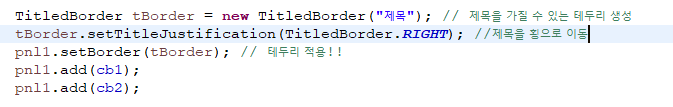 TitledBorder tBorder = new TitledBorder("제목"); // 제목을 가질 수 있는 테두리 생성
tBorder.setTitleJustification(TitledBorder.RIGHT); //제목을 횡으로 이동
pnl1.setBorder(tBorder); // 테두리 적용!!
pnl1.add(cb1);
pnl1.add(cb2);